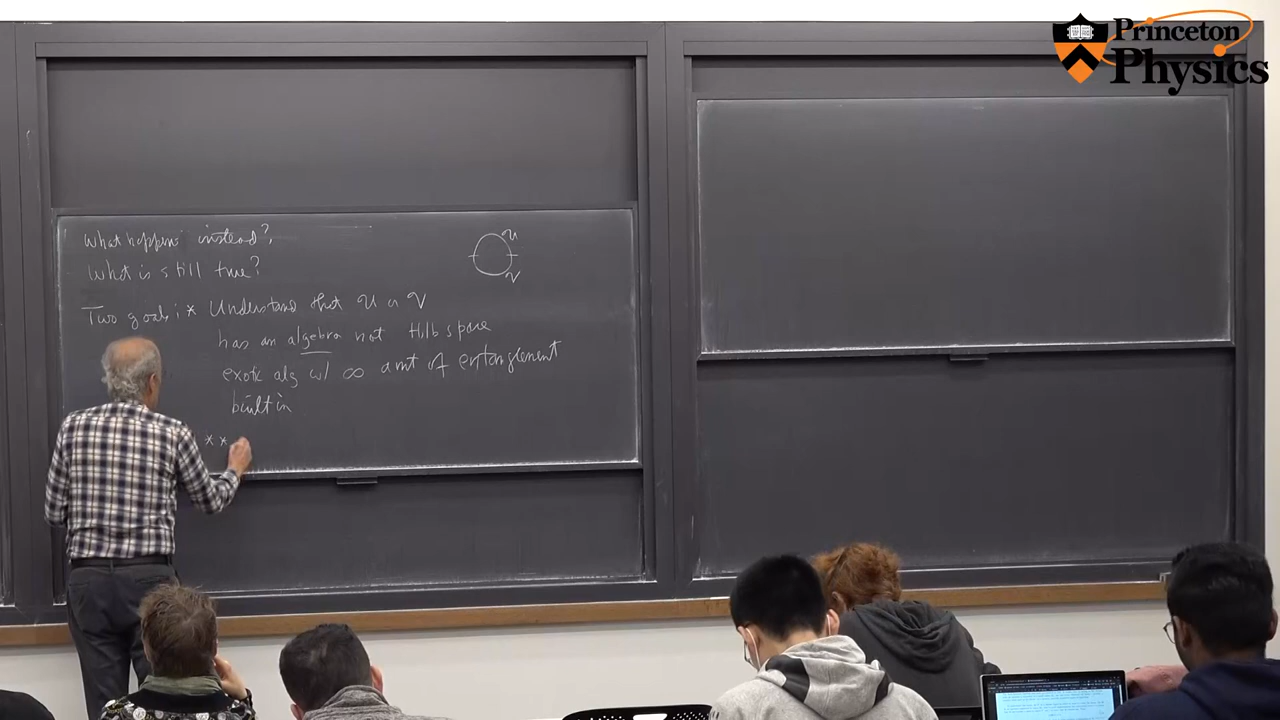 Princeton
Physics
What happens instead?
What is still true?
U
V
Two goals: * Understand that U or V
has an algebra not Hilb space
exotic alg w/ ∞ amt of entanglement
built in
* *